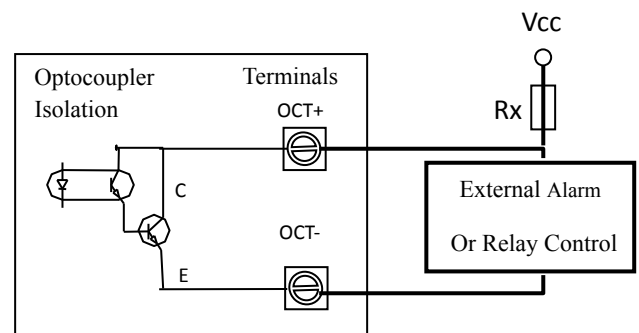 Optocoupler
Isolation
Terminals
OCT+
C
OCT-
E
Vcc
Rx
External Alarm
Or Relay Control